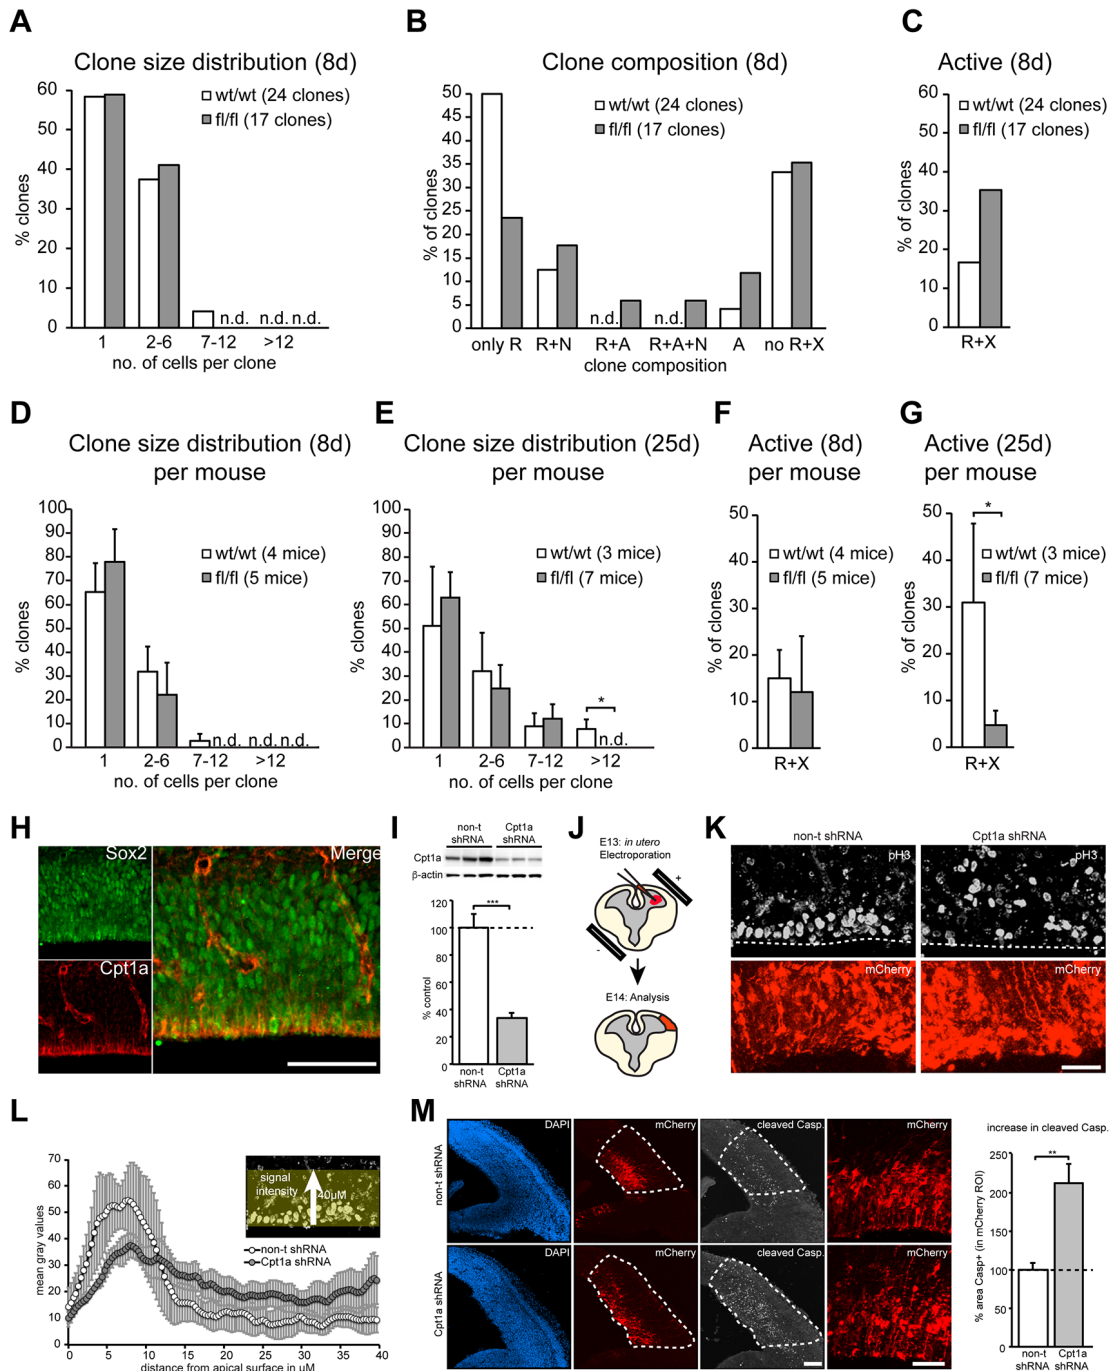 A
Clone size distribution (8d)
% clones
60
50
40
30
20
10
0
wt/wt (24 clones)
fl/fl (17 clones)
n.d.
n.d. n.d.
1
2-6
7-12
>12
no. of cells per clone
B
Clone composition (8d)
% of clones
50
45
40
35
30
25
20
15
10
5
0
wt/wt (24 clones)
fl/fl (17 clones)
n.d.
n.d.
only R
R+N
R+A
R+A+N
A
no R+X
clone composition
C
Active (8d)
wt/wt (24 clones)
fl/fl (17 clones)
% of clones
60
50
40
30
20
10
0
R+X
D
Clone size distribution (8d)
per mouse
% clones
100
90
80
70
60
50
40
30
20
10
0
wt/wt (4 mice)
fl/fl (5 mice)
n.d.
n.d. n.d.
1
2-6
7-12
>12
no. of cells per clone
E
Clone size distribution (25d)
per mouse
% clones
100
90
80
70
60
50
40
30
20
10
0
wt/wt (3 mice)
fl/fl (7 mice)
*
n.d.
1
2-6
7-12
>12
no. of cells per clone
F
Active (8d)
per mouse
% of clones
50
40
30
20
10
0
wt/wt (4 mice)
fl/fl (5 mice)
R+X
G
Active (25d)
per mouse
% of clones
50
40
30
20
10
0
*
wt/wt (3 mice)
fl/fl (7 mice)
R+X
H
Sox2
Cpt1a
Merge
I
non-t
shRNA
Cpt1a
shRNA
Cpt1a
β-actin
% control
120
100
80
60
40
20
0
***
non-t
shRNA
Cpt1a
shRNA
J
E13: in utero
Electroporation
+
-
E14: Analysis
K
non-t shRNA
Cpt1a shRNA
pH3
pH3
mCherry
mCherry
L
mean gray values
70
60
50
40
30
20
10
0
signal
intensity
40uM
non-t shRNA
Cpt1a shRNA
0
5
10
15
20
25
30
35
40
distance from apical surface in uM
M
non-t shRNA
DAPI
mCherry
cleaved Casp.
mCherry
Cpt1a shRNA
DAPI
mCherry
cleaved Casp.
mCherry
increase in cleaved Casp.
% area Casp+ (in mCherry ROI)
250
200
150
100
50
0
**
non-t
shRNA
Cpt1a
shRNA